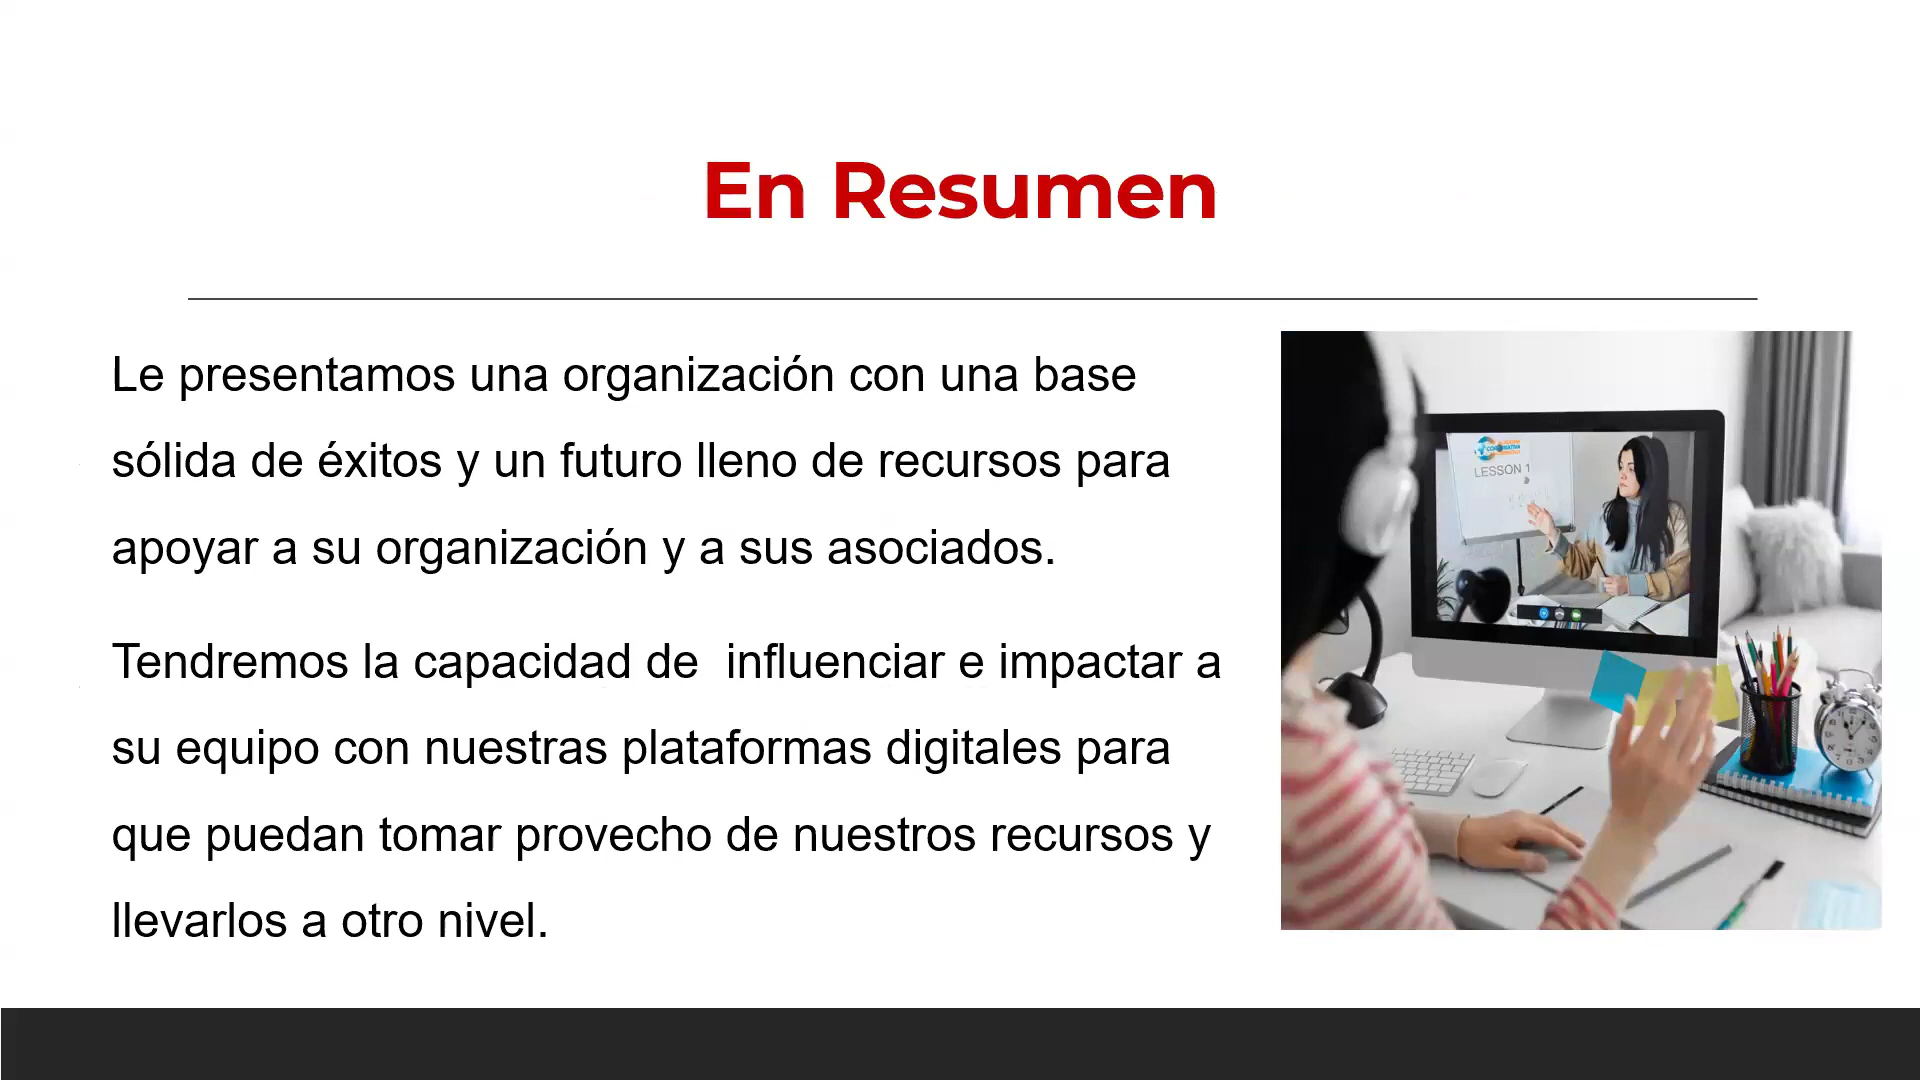 En Resumen
Le presentamos una organización con una base
sólida de éxitos y un futuro lleno de recursos para
apoyar a su organización y a sus asociados.
Tendremos la capacidad de  influenciar e impactar a
su equipo con nuestras plataformas digitales para
que puedan tomar provecho de nuestros recursos y
llevarlos a otro nivel.
LESSON 1